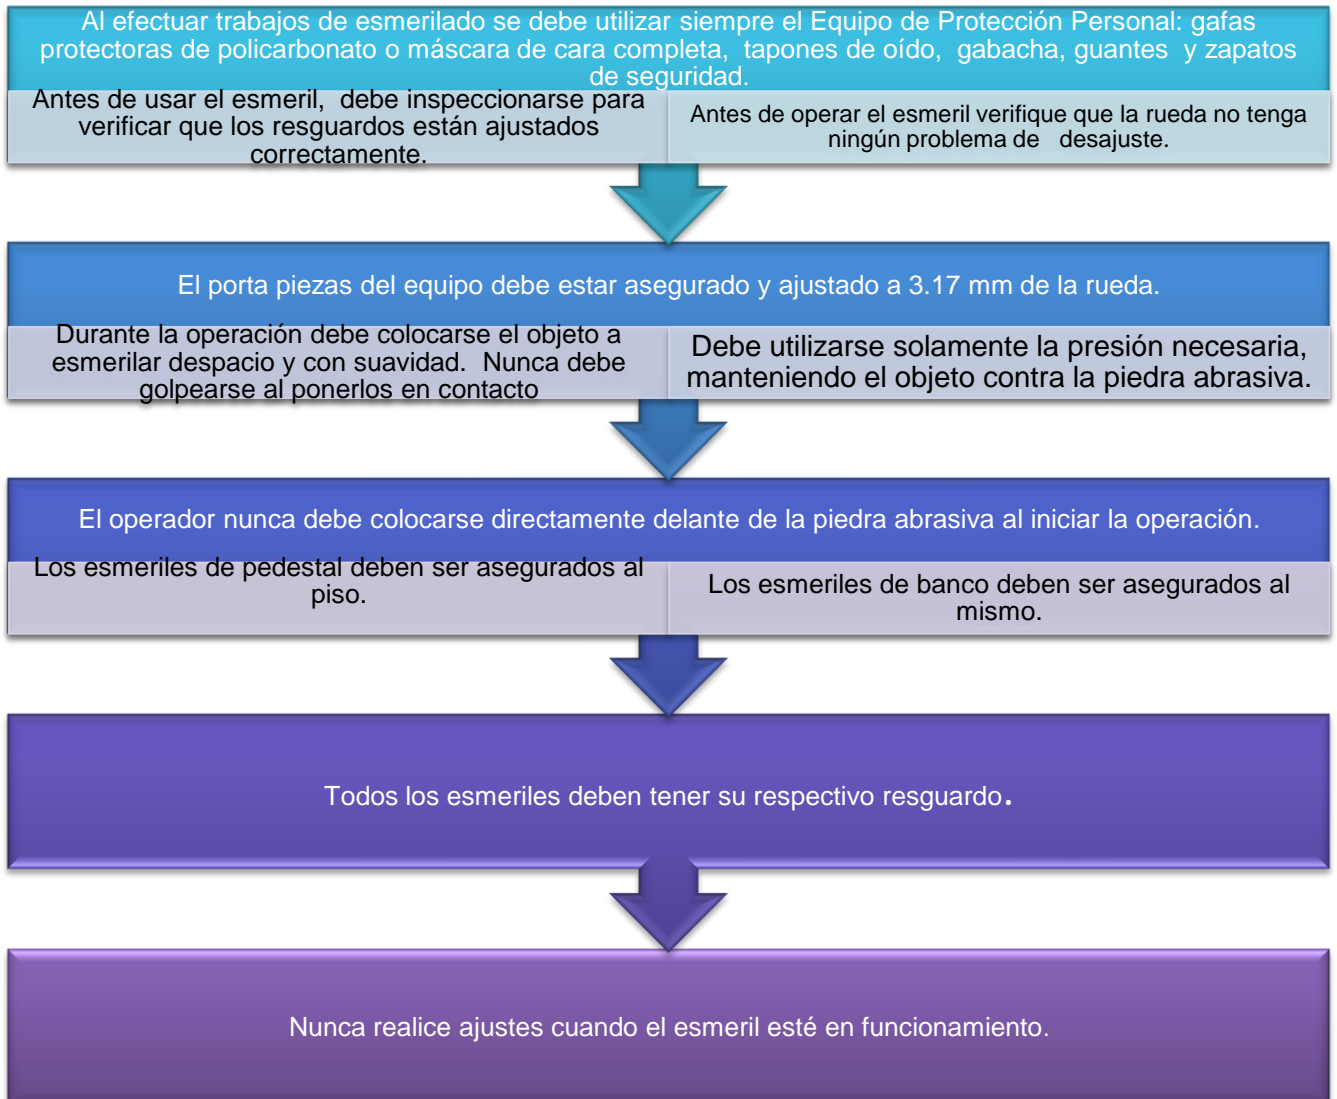 Al efectuar trabajos de esmerilado se debe utilizar siempre el Equipo de Protección Personal: gafas
protectoras de policarbonato o máscara de cara completa, tapones de oído, gabacha, guantes y zapatos
de seguridad.
Antes de usar el esmeril, debe inspeccionarse para
verificar que los resguardos están ajustados
correctamente.
Antes de operar el esmeril verifique que la rueda no tenga
ningún problema de desajuste.
El porta piezas del equipo debe estar asegurado y ajustado a 3.17 mm de la rueda.
Durante la operación debe colocarse el objeto a
esmerilar despacio y con suavidad. Nunca debe
golpearse al ponerlos en contacto
Debe utilizarse solamente la presión necesaria,
manteniendo el objeto contra la piedra abrasiva.
El operador nunca debe colocarse directamente delante de la piedra abrasiva al iniciar la operación.
Los esmeriles de pedestal deben ser asegurados al
piso.
Los esmeriles de banco deben ser asegurados al
mismo.
Todos los esmeriles deben tener su respectivo resguardo.
Nunca realice ajustes cuando el esmeril esté en funcionamiento.